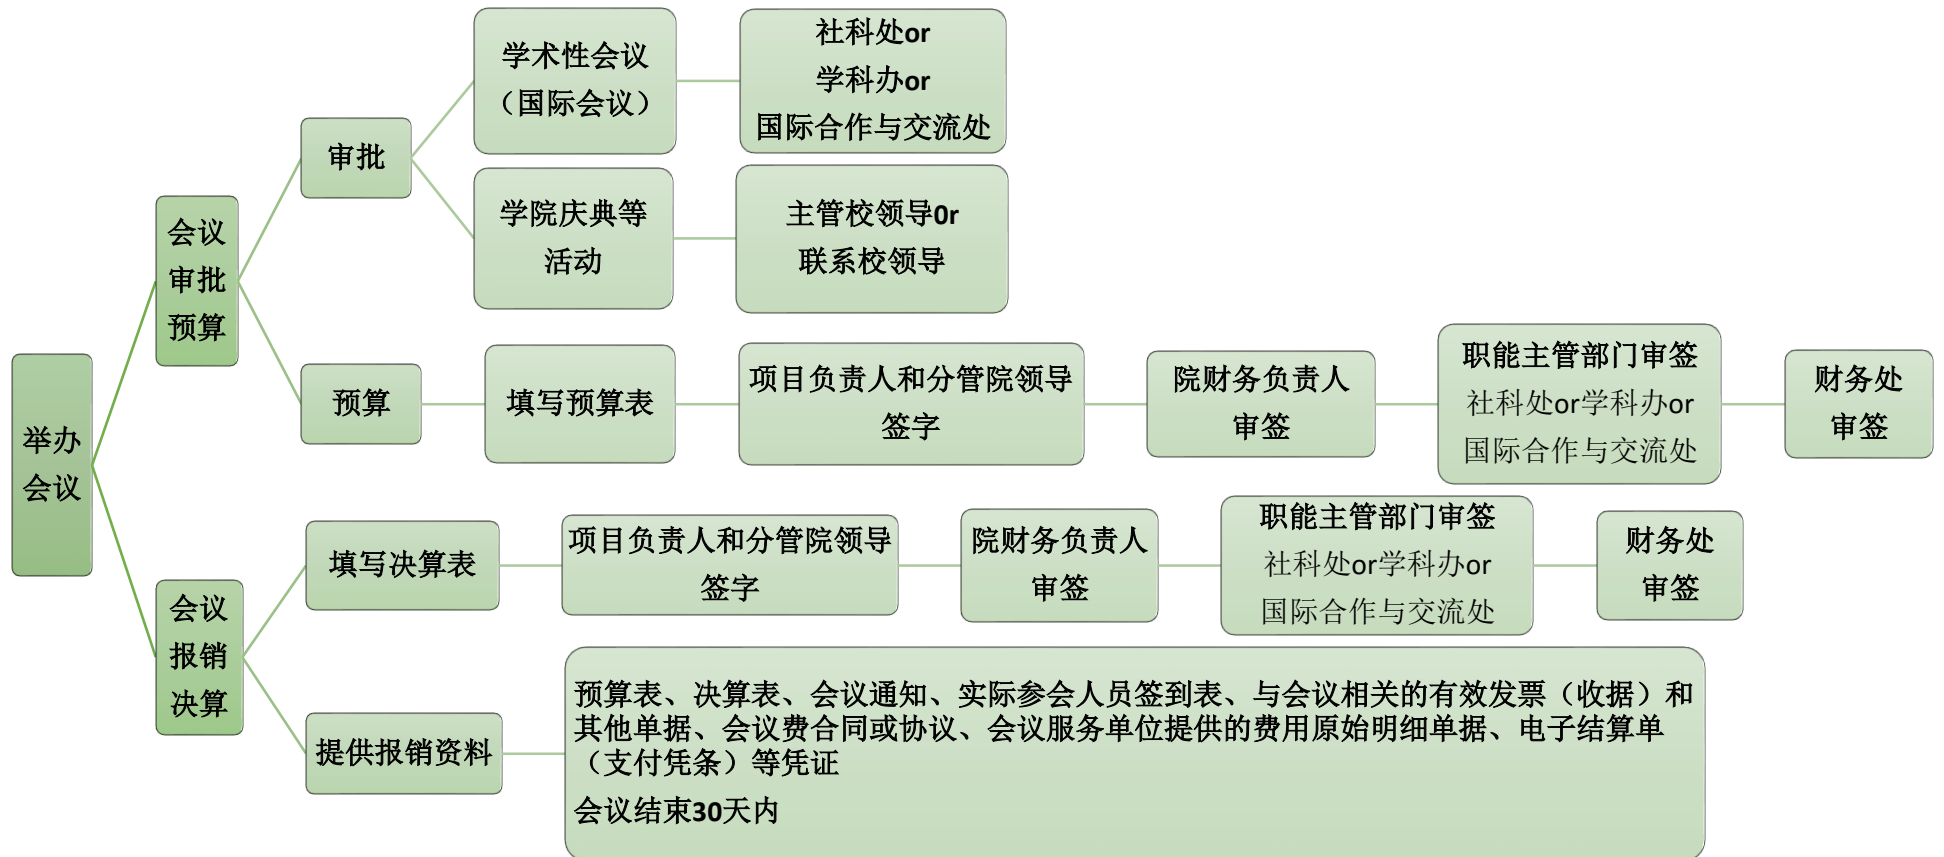 举办
会议
会议
审批
预算
审批
学术性会议
（国际会议）
社科处or
学科办or
国际合作与交流处
学院庆典等
活动
主管校领导0r
联系校领导
预算
填写预算表
项目负责人和分管院领导
签字
院财务负责人
审签
职能主管部门审签
社科处or学科办or
国际合作与交流处
财务处
审签
会议
报销
决算
填写决算表
项目负责人和分管院领导
签字
院财务负责人
审签
职能主管部门审签
社科处or学科办or
国际合作与交流处
财务处
审签
提供报销资料
预算表、决算表、会议通知、实际参会人员签到表、与会议相关的有效发票（收据）和
其他单据、会议费合同或协议、会议服务单位提供的费用原始明细单据、电子结算单
（支付凭条）等凭证
会议结束30天内